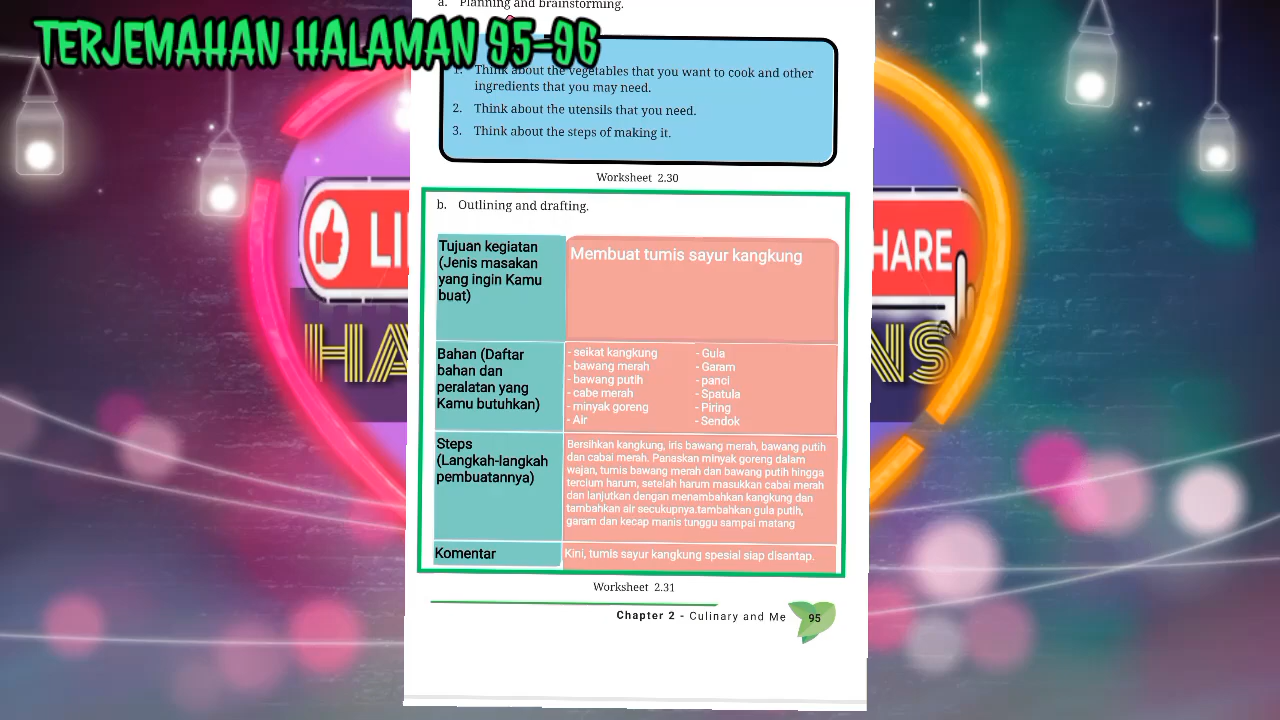 a. Planning and brainstorming.
TERJEMAHAN HALAMAN 95-96
1. Think about the vegetables that you want to cook and other
ingredients that you may need.
2. Think about the utensils that you need.
3. Think about the steps of making it.
Worksheet 2.30
b. Outlining and drafting.
Tujuan kegiatan
(Jenis masakan
yang ingin Kamu
buat)
Membuat tumis sayur kangkung
Bahan (Daftar
bahan dan
peralatan yang
Kamu butuhkan)
- seikat kangkung
- bawang merah
- bawang putih
- cabe merah
- minyak goreng
- Air
- Gula
- Garam
- panci
- Spatula
- Piring
- Sendok
Steps
(Langkah-langkah
pembuatannya)
Bersihkan kangkung, iris bawang merah, bawang putih
dan cabai merah. Panaskan minyak goreng dalam
wajan, tumis bawang merah dan bawang putih hingga
tercium harum, setelah harum masukkan cabai merah
dan lanjutkan dengan menambahkan kangkung dan
tambahkan air secukupnya.tambahkan gula putih,
garam dan kecap manis tunggu sampai matang
Komentar
Kini, tumis sayur kangkung spesial siap disantap.
Worksheet 2.31
Chapter 2 - Culinary and Me 95
LI
HARE
HA
NS